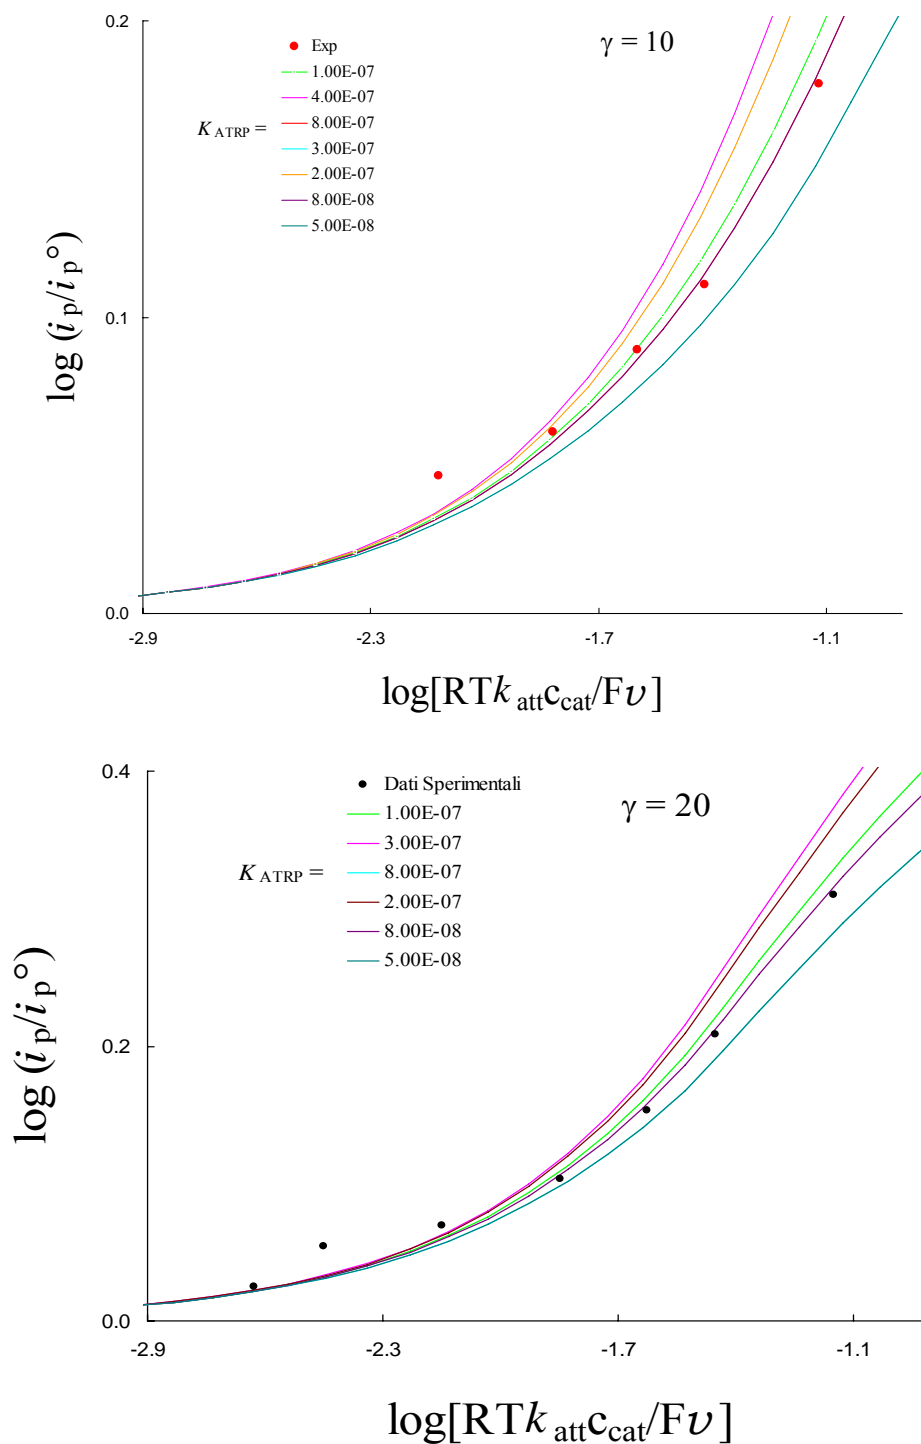 0.2
γ = 10
Exp
1.00E-07
4.00E-07
K ATRP =
8.00E-07
3.00E-07
2.00E-07
8.00E-08
5.00E-08
log (ip/ip°)
0.1
0.0
-2.9 -2.3 -1.7 -1.1
log[RTk attccat/Fυ]
0.4
Dati Sperimentali
γ = 20
1.00E-07
3.00E-07
K ATRP =
8.00E-07
2.00E-07
8.00E-08
5.00E-08
log (ip/ip°)
0.2
0.0
-2.9 -2.3 -1.7 -1.1
log[RTk attccat/Fυ]